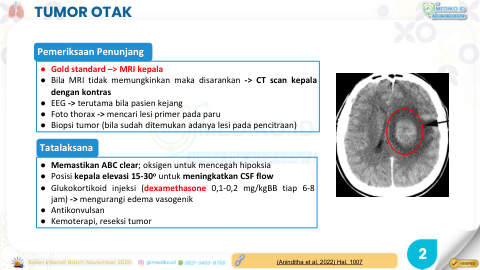 TUMOR OTAK
Pemeriksaan Penunjang
● Gold standard –> MRI kepala
● Bila MRI tidak memungkinkan maka disarankan -> CT scan kepala
dengan kontras
● EEG -> terutama bila pasien kejang
● Foto thorax -> mencari lesi primer pada paru
● Biopsi tumor (bila sudah ditemukan adanya lesi pada pencitraan)
Tatalaksana
● Memastikan ABC clear; oksigen untuk mencegah hipoksia
● Posisi kepala elevasi 15-30º untuk meningkatkan CSF flow
● Glukokortikoid injeksi (dexamethasone 0,1-0,2 mg/kgBB tiap 6-8
jam) -> mengurangi edema vasogenik
● Antikonvulsan
● Kemoterapi, reseksi tumor
(Aninditha et al, 2022) Hal. 1007
2